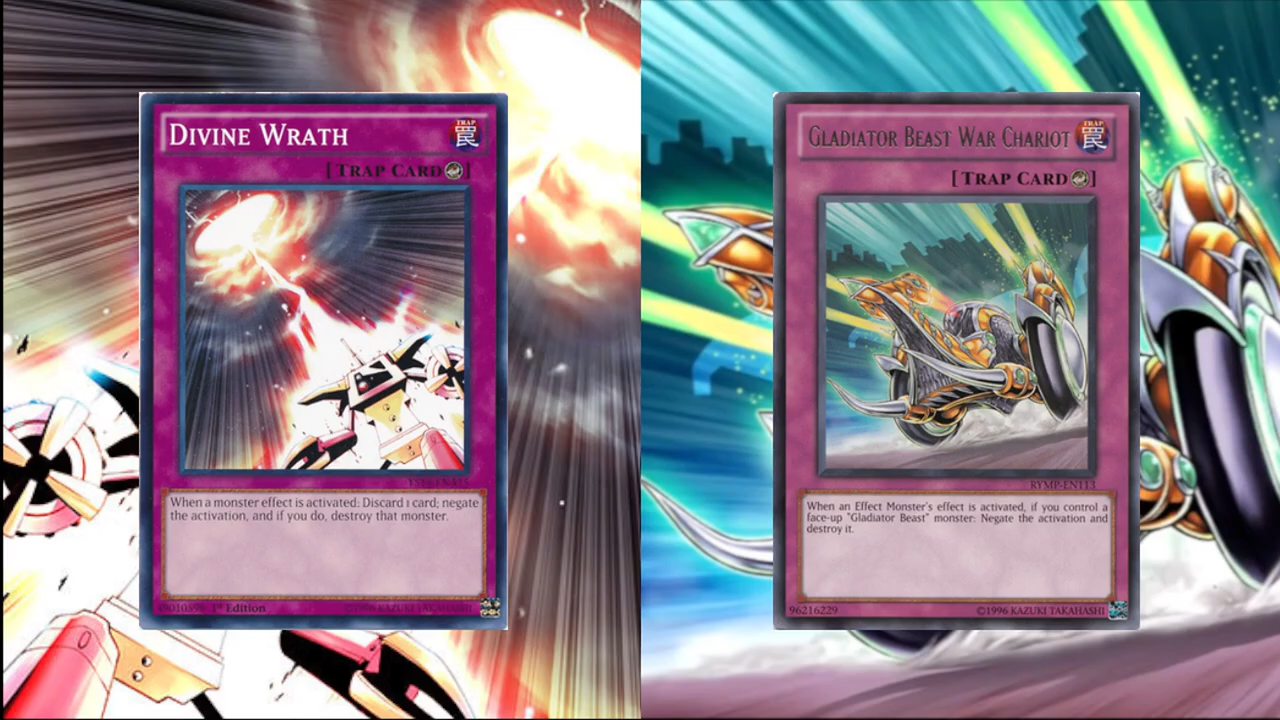 DIVINE WRATH
TRAP
罠
[TRAP CARD]
When a monster effect is activated: Discard 1 card; negate
the activation, and if you do, destroy that monster.
1st Edition
©1996 KAZUKI TAKAHASHI
GLADIATOR BEAST WAR CHARIOT
TRAP
罠
[TRAP CARD]
RYMP-EN113
When an Effect Monster's effect is activated, if you control a
face-up "Gladiator Beast" monster: Negate the activation and
destroy it.
96216229
©1996 KAZUKI TAKAHASHI